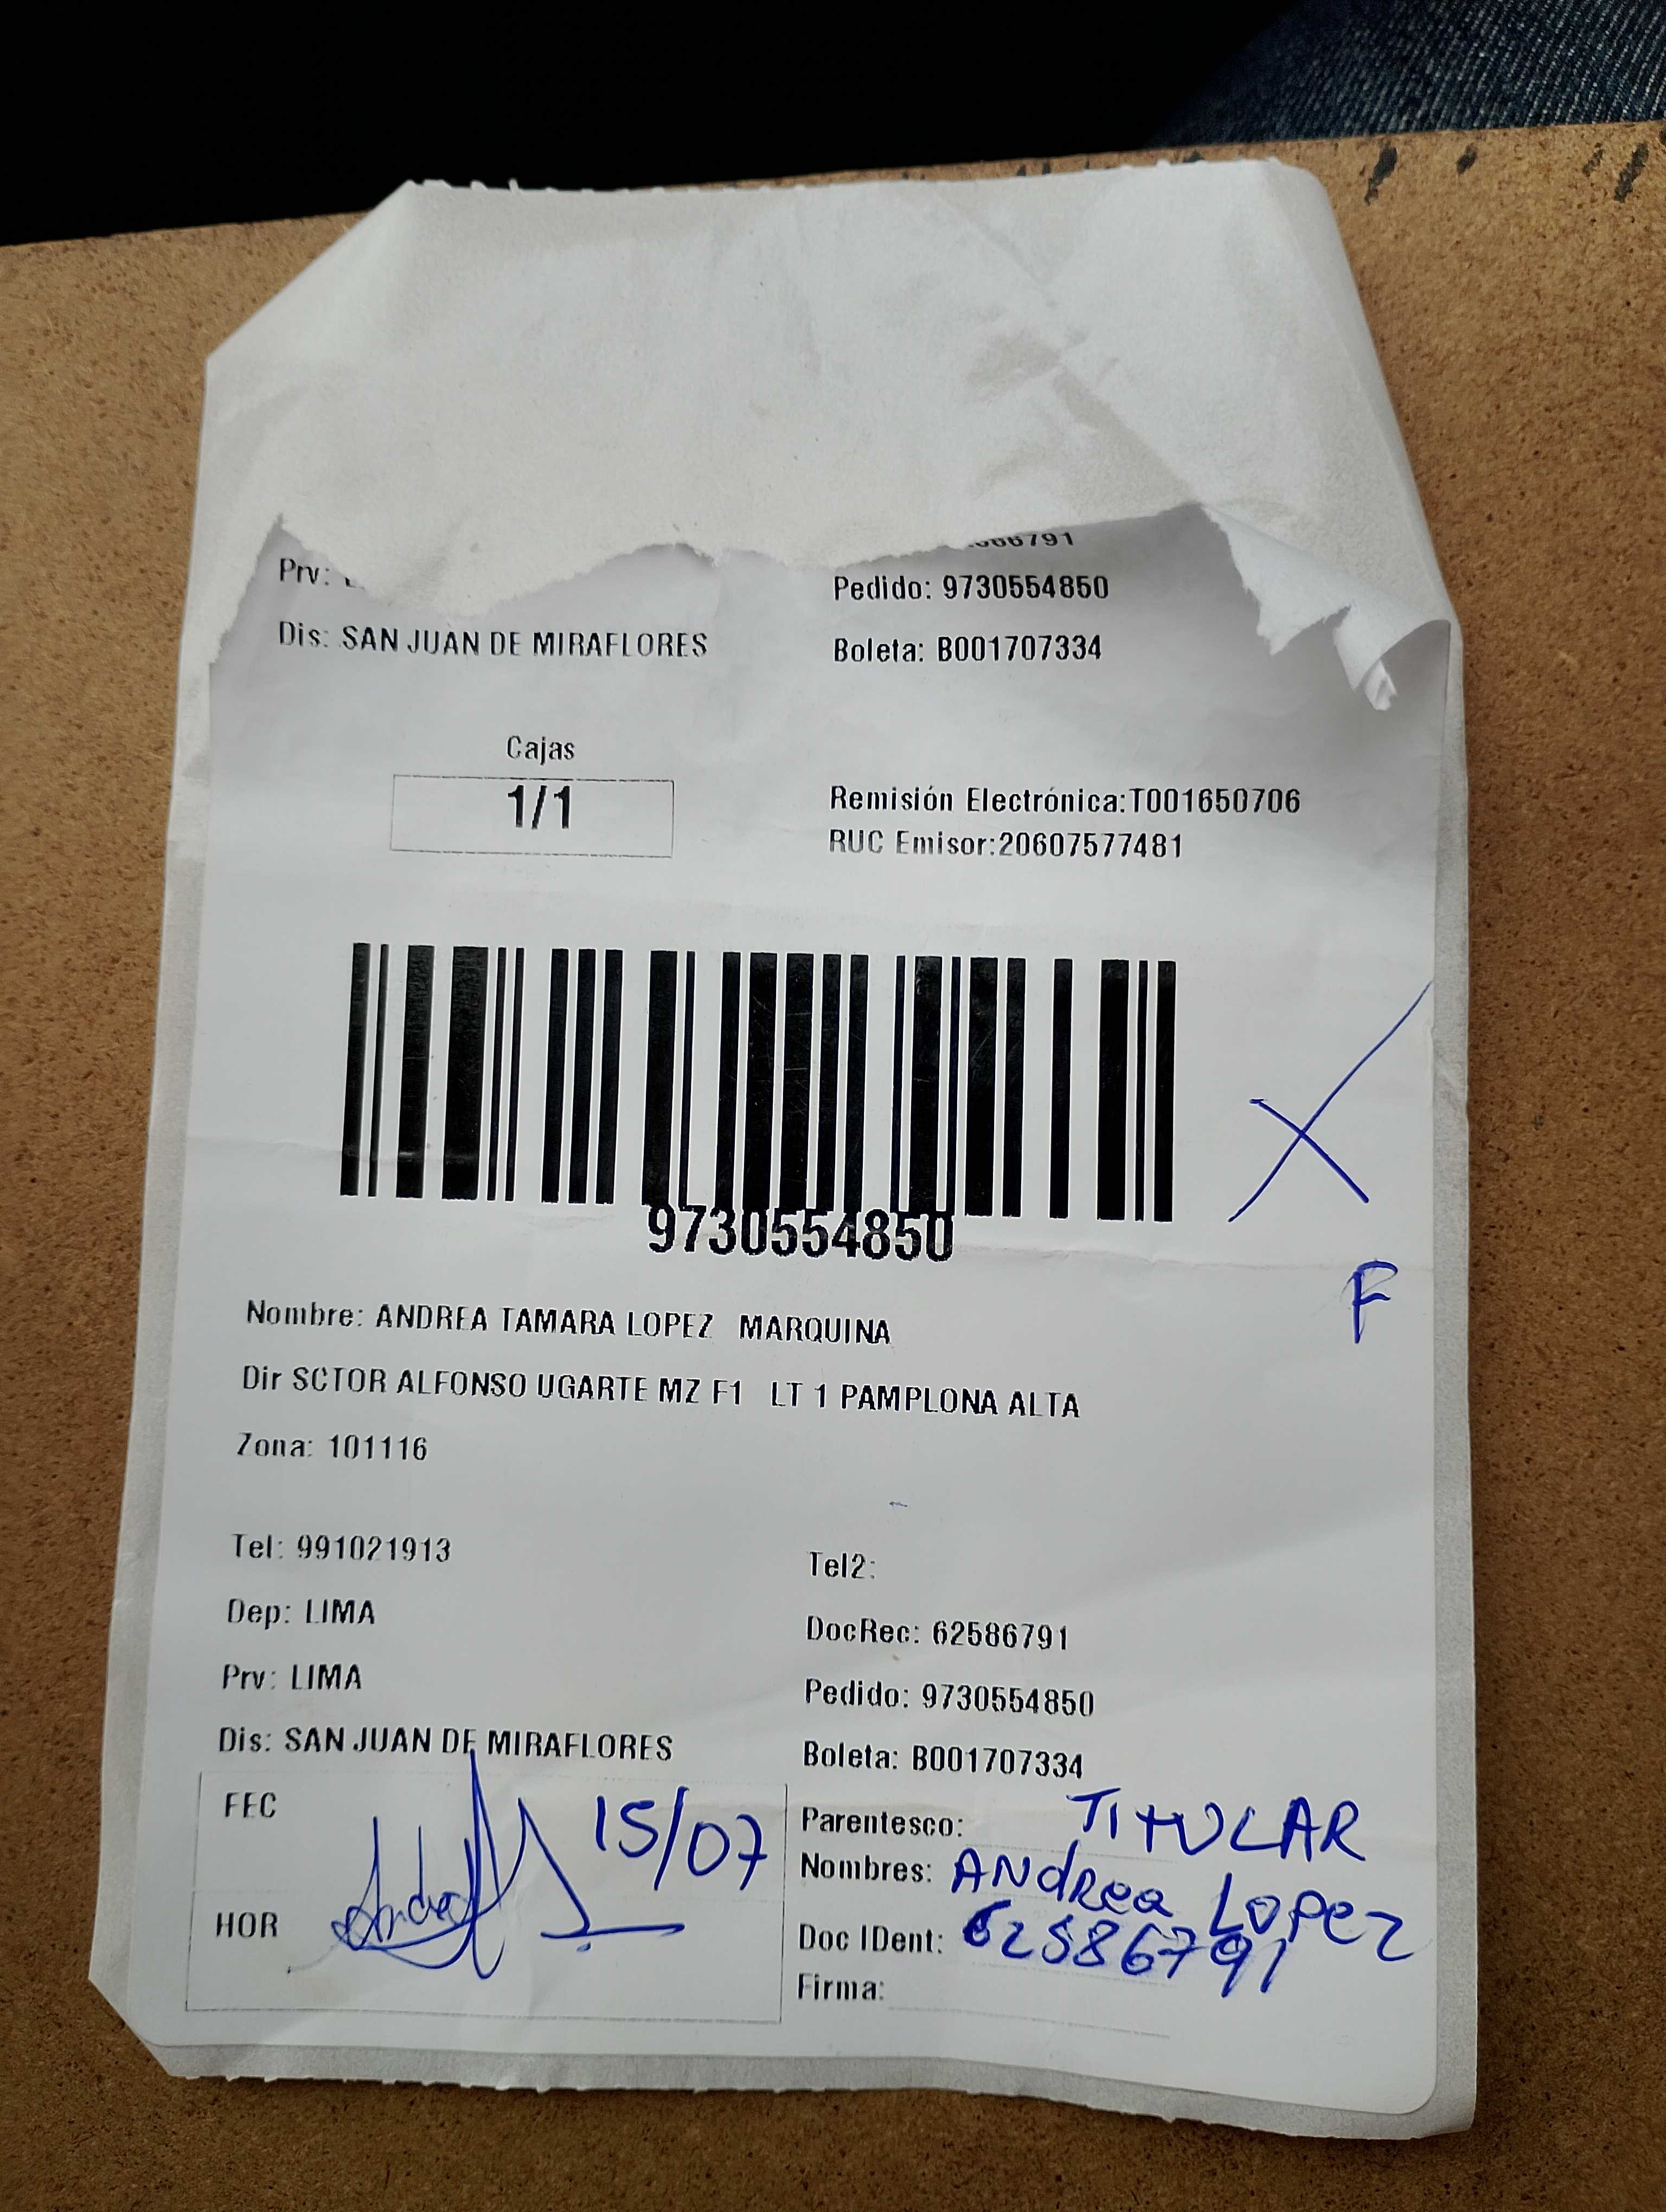 Prv:
791
Pedido: 9730554850
Dis: SAN JUAN DE MIRAFLORES
Boleta: B001707334
Cajas
1/1
Remisión Electrónica:T001650706
RUC Emisor:20607577481
9730554850
X
F
Nombre: ANDREA TAMARA LOPEZ MARQUINA
Dir SCTOR ALFONSO UGARTE MZ F1 LT 1 PAMPLONA ALTA
Zona: 101116
Tel: 991021913
Tel2:
Dep: LIMA
DocRec: 62586791
Prv: LIMA
Pedido: 9730554850
Dis: SAN JUAN DE MIRAFLORES
Boleta: B001707334
FEC 15/07
Parentesco: TITULAR
Nombres: ANdRea LOPez
HOR
Doc IDent: 62586791
Firma: